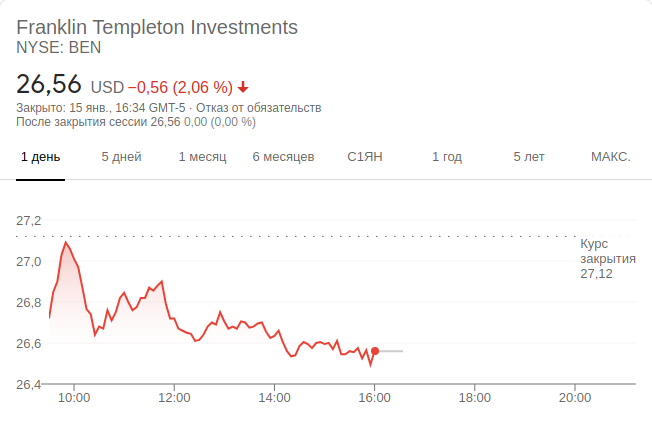 Franklin Templeton Investments
NYSE: BEN
26,56 USD −0,56 (2,06 %)
Закрыто: 15 янв., 16:34 GMT-5 · Отказ от обязательств
После закрытия сессии 26,56 0,00 (0,00 %)
1 день 5 дней 1 месяц 6 месяцев С1ЯН 1 год 5 лет МАКС.
27,2
Курс
закрытия
27,12
27,0
26,8
26,6
26,4
10:00 12:00 14:00 16:00 18:00 20:00